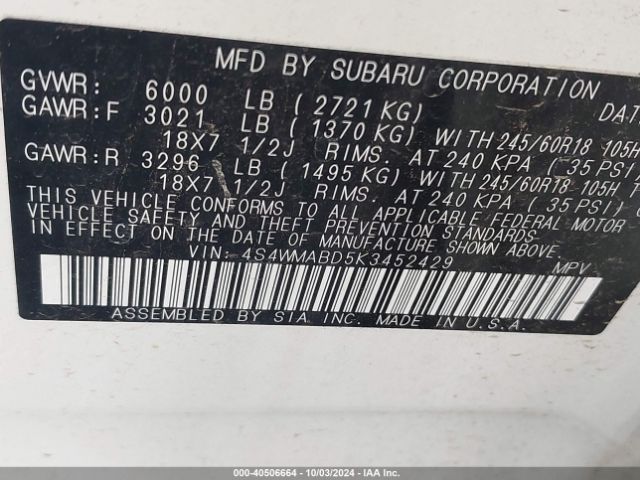 MFD BY SUBARU CORPORATION DAT
GVWR: 6000 LB ( 2721 KG)
GAWR:F 3021 LB ( 1370 KG) WITH 245/60R18 105H
18X7 1/2J RIMS. AT 240 KPA ( 35 PSI)
GAWR:R 3296 LB ( 1495 KG) WITH 245/60R18 105H
18X7 1/2J RIMS. AT 240 KPA ( 35 PSI)
THIS VEHICLE CONFORMS TO ALL APPLICABLE FEDERAL MOTOR
VEHICLE SAFETY AND THEFT PREVENTION STANDARDS
IN EFFECT ON THE DATE OF MANUFACTURE SHOWN ABOVE.
VIN: 4S4WMABD5K3452429 MPV
ASSEMBLED BY SIA INC. MADE IN U.S.A.
000-40506664 - 10/03/2024 - IAA Inc.